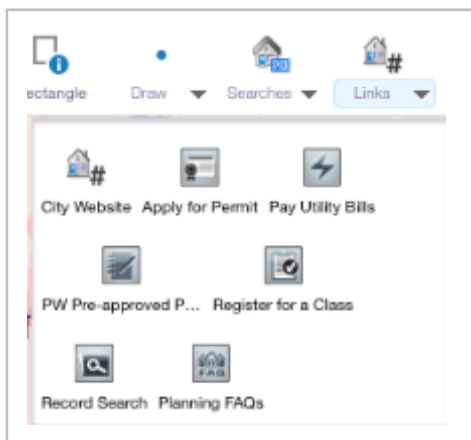 ectangle Draw Searches Links
#
City Website Apply for Permit Pay Utility Bills
PW Pre-approved P... Register for a Class
FAQ
Record Search Planning FAQs